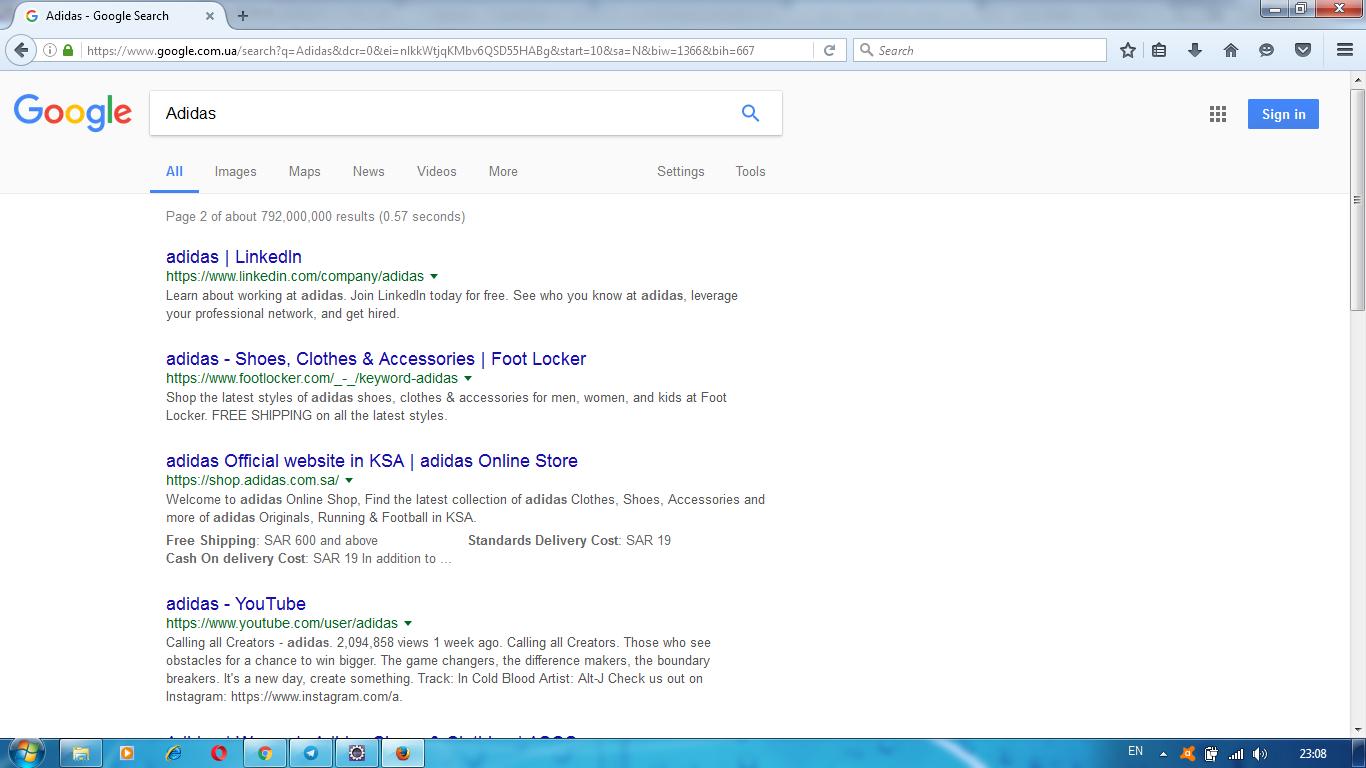 Adidas - Google Search
https://www.google.com.ua/search?q=Adidas&dcr=0&ei=nIkkWtjqKMbv6QSD55HABg&start=10&sa=N&biw=1366&bih=667
Search
Google
Adidas
Sign in
All Images Maps News Videos More Settings Tools
Page 2 of about 792,000,000 results (0.57 seconds)
adidas | LinkedIn
https://www.linkedin.com/company/adidas
Learn about working at adidas. Join LinkedIn today for free. See who you know at adidas, leverage
your professional network, and get hired.
adidas - Shoes, Clothes & Accessories | Foot Locker
https://www.footlocker.com/_-_/keyword-adidas
Shop the latest styles of adidas shoes, clothes & accessories for men, women, and kids at Foot
Locker. FREE SHIPPING on all the latest styles.
adidas Official website in KSA | adidas Online Store
https://shop.adidas.com.sa/
Welcome to adidas Online Shop, Find the latest collection of adidas Clothes, Shoes, Accessories and
more of adidas Originals, Running & Football in KSA.
Free Shipping: SAR 600 and above Standards Delivery Cost: SAR 19
Cash On delivery Cost: SAR 19 In addition to ...
adidas - YouTube
https://www.youtube.com/user/adidas
Calling all Creators - adidas. 2,094,858 views 1 week ago. Calling all Creators. Those who see
obstacles for a chance to win bigger. The game changers, the difference makers, the boundary
breakers. It's a new day, create something. Track: In Cold Blood Artist: Alt-J Check us out on
Instagram: https://www.instagram.com/a.
EN
23:08